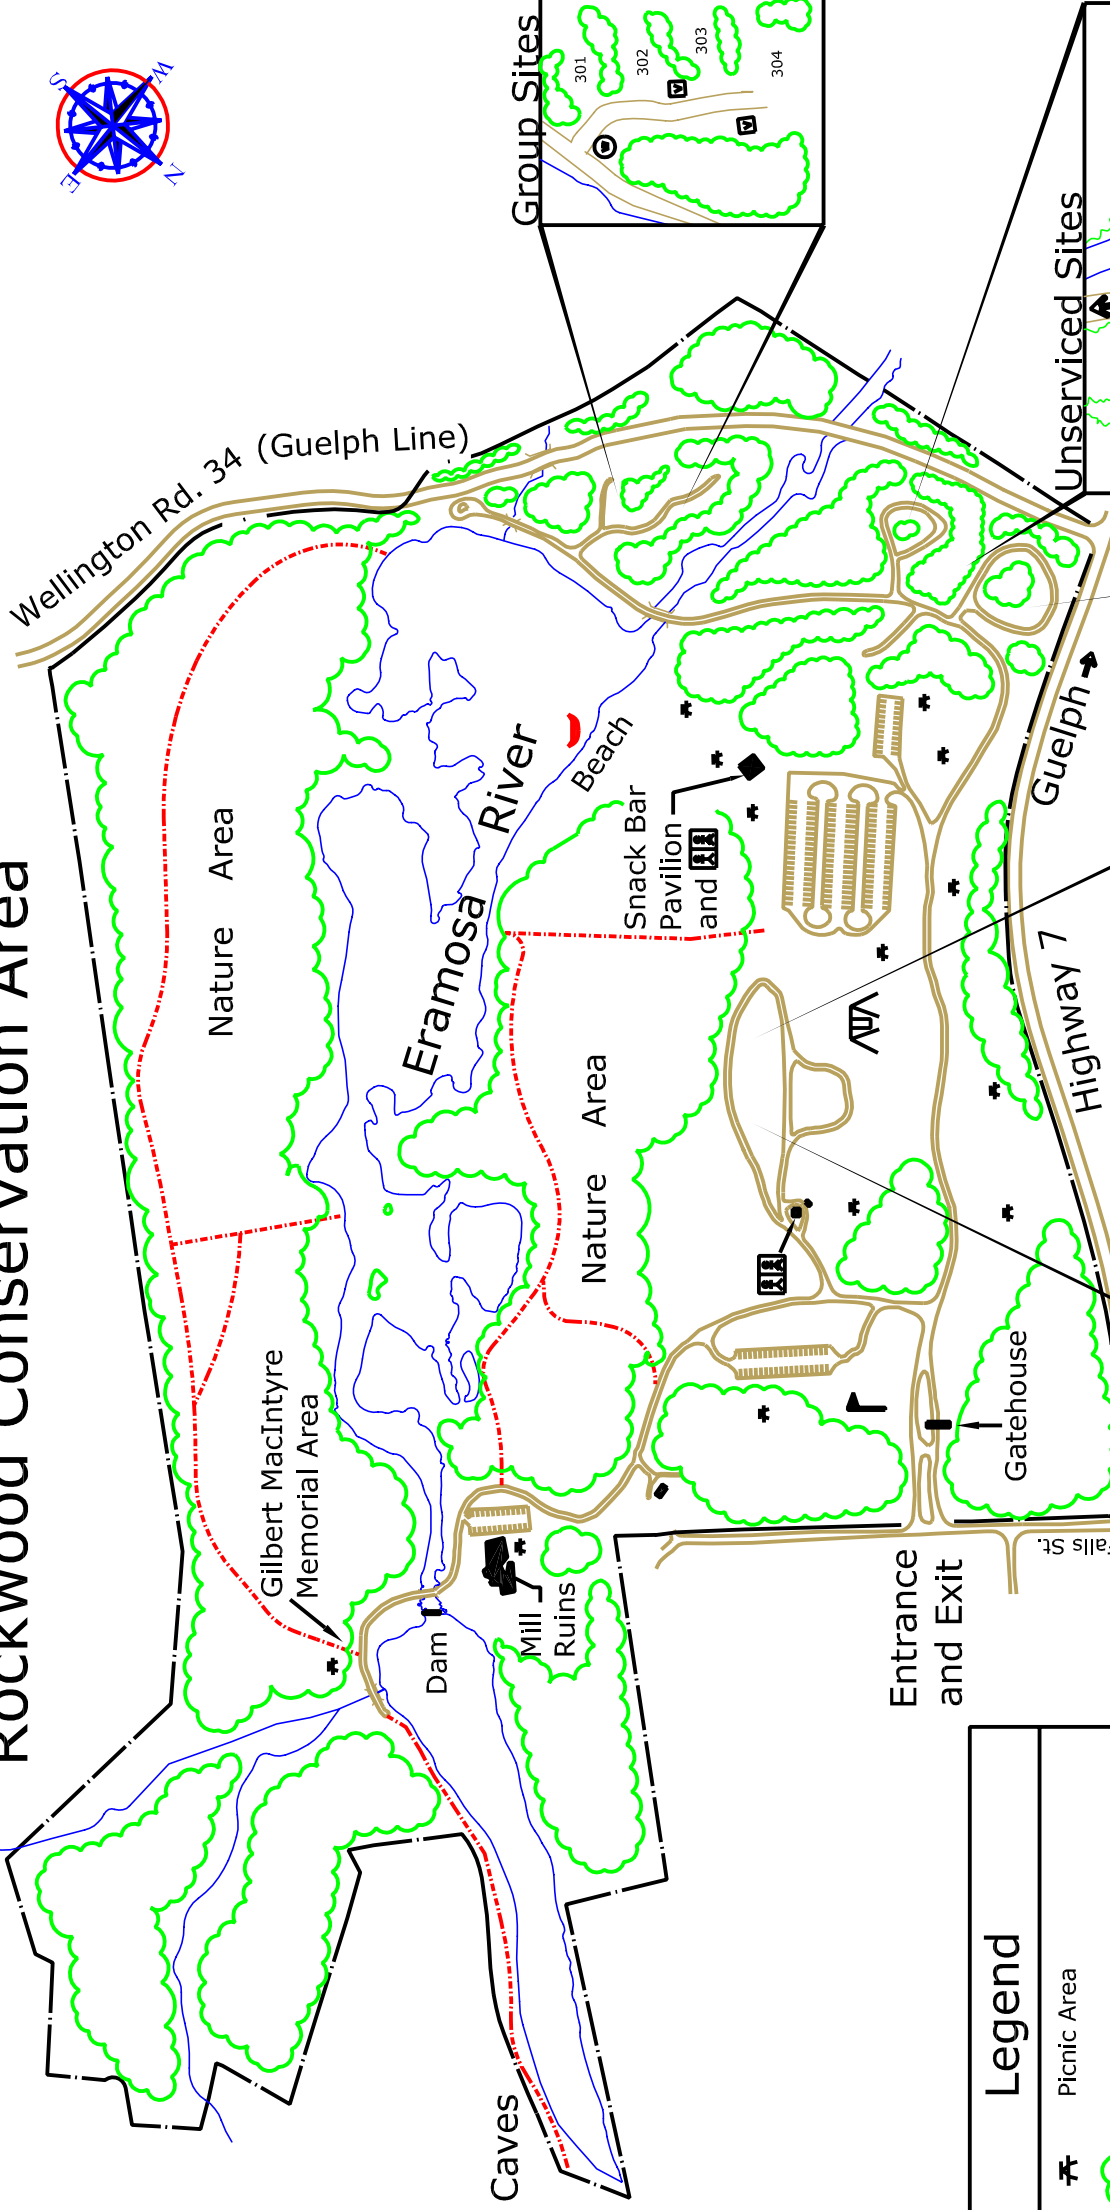 Rockwood Conservation Area
S
W
E
N
Group Sites
301
302
303
304
Unserviced Sites
Wellington Rd. 34 (Guelph Line)
Nature Area
Eramosa River
Beach
Snack Bar
Pavilion
and
Nature Area
Guelph
Highway 7
Gilbert MacIntyre
Memorial Area
Gatehouse
Dam
Mill
Ruins
Entrance
and Exit
Falls St.
Caves
Legend
Picnic Area